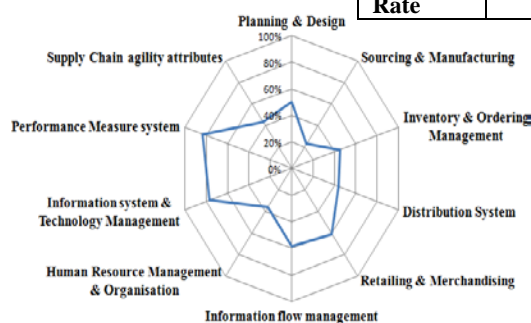 Rate
Planning & Design
100%
80%
60%
40%
20%
0%
Sourcing & Manufacturing
Inventory & Ordering
Management
Distribution System
Retailing & Merchandising
Information flow management
Human Resource Management
& Organisation
Information system &
Technology Management
Performance Measure system
Supply Chain agility attributes